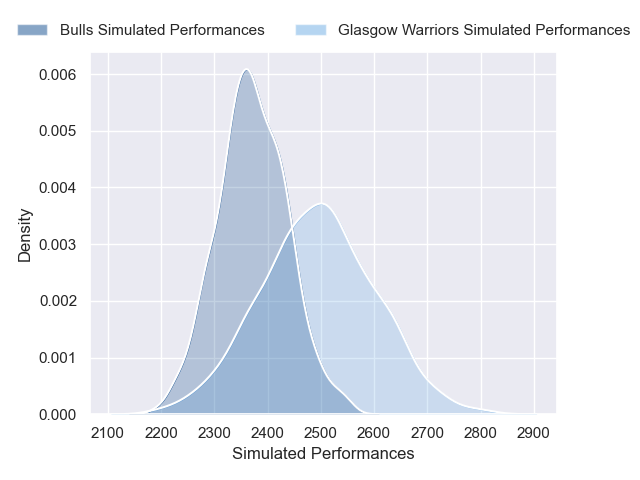 Bulls Simulated Performances Glasgow Warriors Simulated Performances
0.006
0.005
0.004
0.003
0.002
0.001
0.000
Density
2100 2200 2300 2400 2500 2600 2700 2800 2900
Simulated Performances